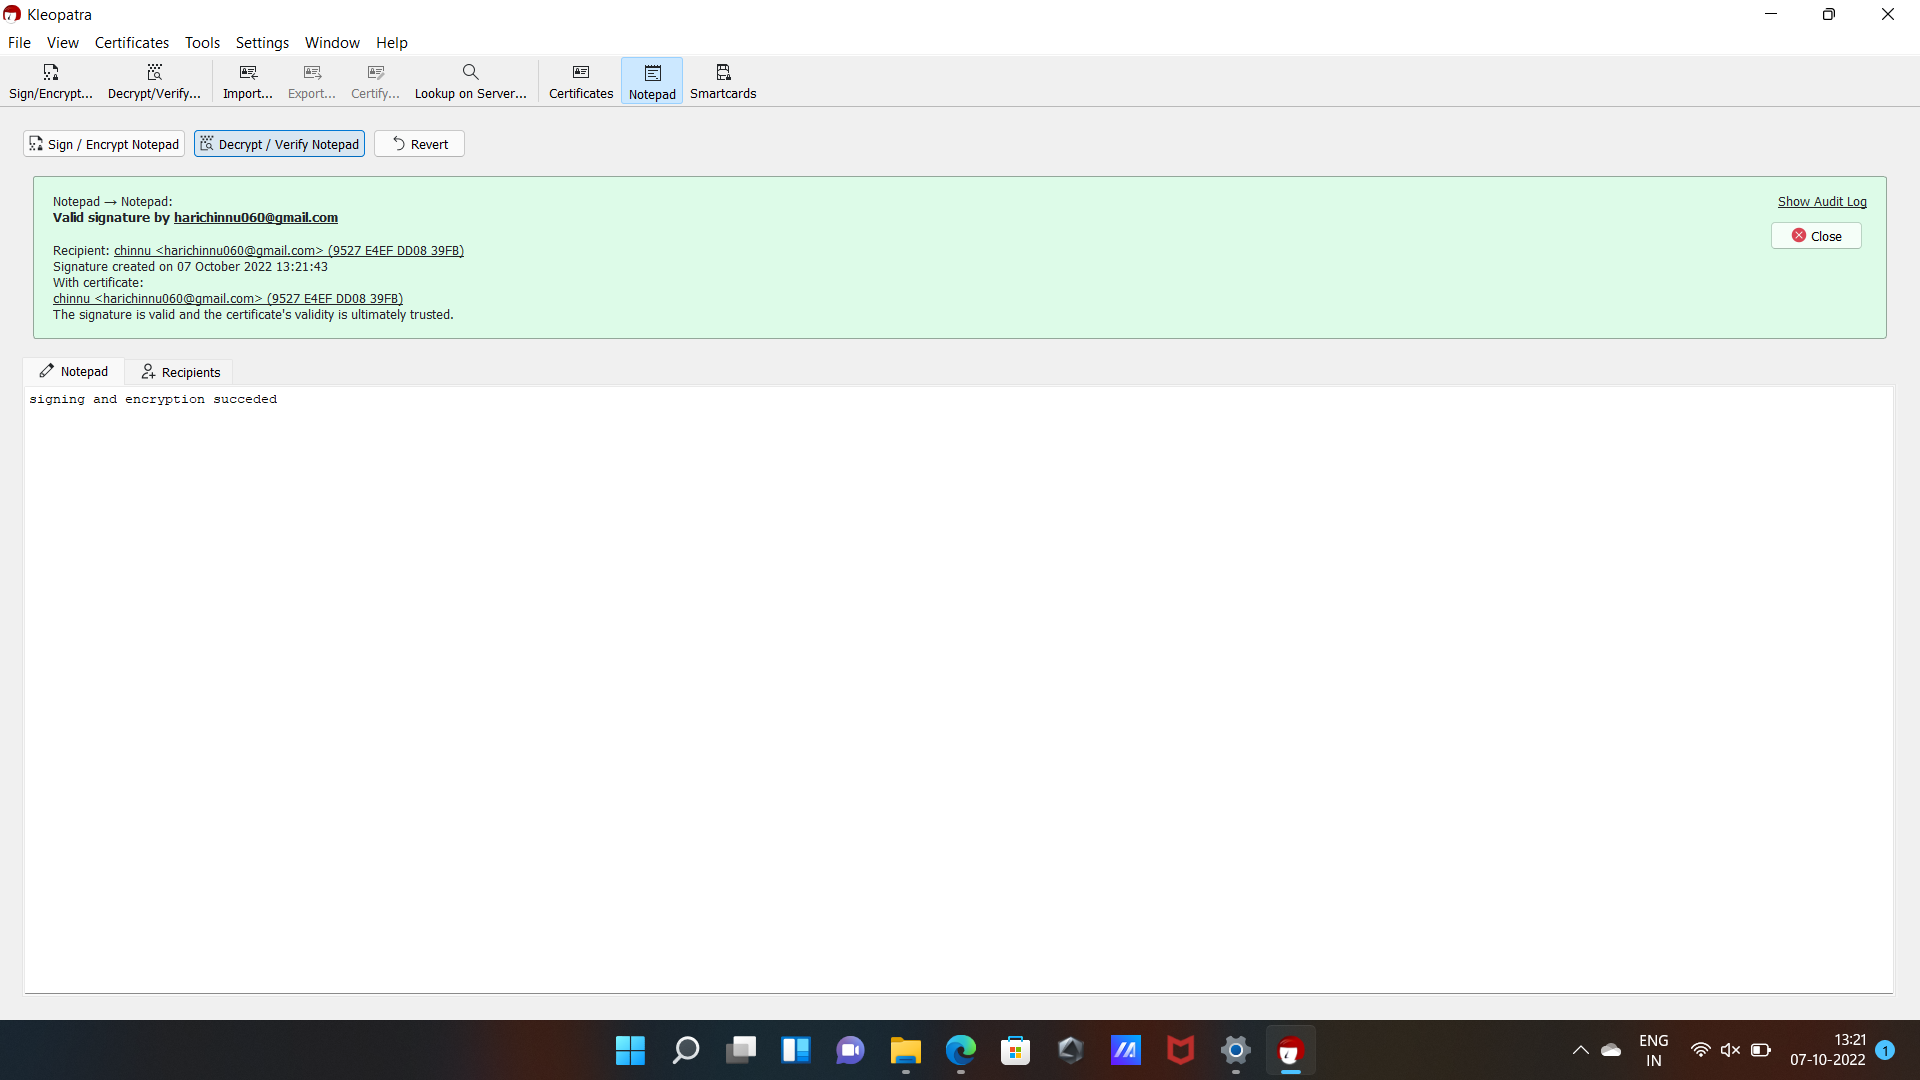 Kleopatra
File View Certificates Tools Settings Window Help
Sign/Encrypt... Decrypt/Verify... Import... Export... Certify... Lookup on Server... Certificates Notepad Smartcards
Sign / Encrypt Notepad Decrypt / Verify Notepad Revert
Notepad → Notepad: Show Audit Log
Valid signature by harichinnu060@gmail.com
Close
Recipient: chinnu <harichinnu060@gmail.com> (9527 E4EF DD08 39FB)
Signature created on 07 October 2022 13:21:43
With certificate:
chinnu <harichinnu060@gmail.com> (9527 E4EF DD08 39FB)
The signature is valid and the certificate's validity is ultimately trusted.
Notepad Recipients
signing and encryption succeded
ENG 13:21
IN 07-10-2022 1